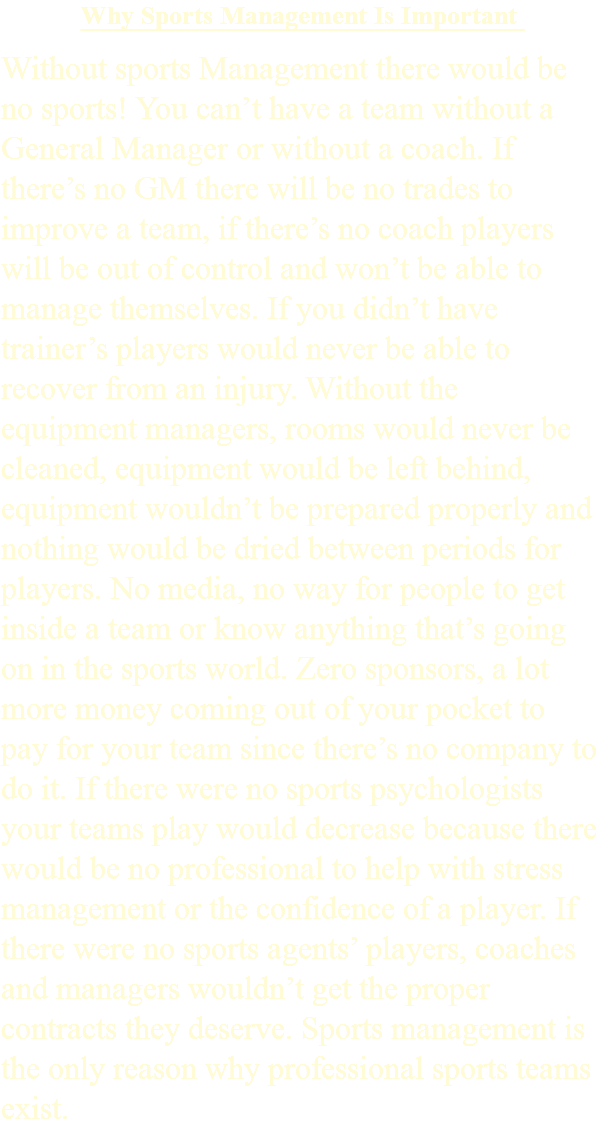 Why Sports Management Is Important
Without sports Management there would be
no sports! You can’t have a team without a
General Manager or without a coach. If
there’s no GM there will be no trades to
improve a team, if there’s no coach players
will be out of control and won’t be able to
manage themselves. If you didn’t have
trainer’s players would never be able to
recover from an injury. Without the
equipment managers, rooms would never be
cleaned, equipment would be left behind,
equipment wouldn’t be prepared properly and
nothing would be dried between periods for
players. No media, no way for people to get
inside a team or know anything that’s going
on in the sports world. Zero sponsors, a lot
more money coming out of your pocket to
pay for your team since there’s no company to
do it. If there were no sports psychologists
your teams play would decrease because there
would be no professional to help with stress
management or the confidence of a player. If
there were no sports agents’ players, coaches
and managers wouldn’t get the proper
contracts they deserve. Sports management is
the only reason why professional sports teams
exist.